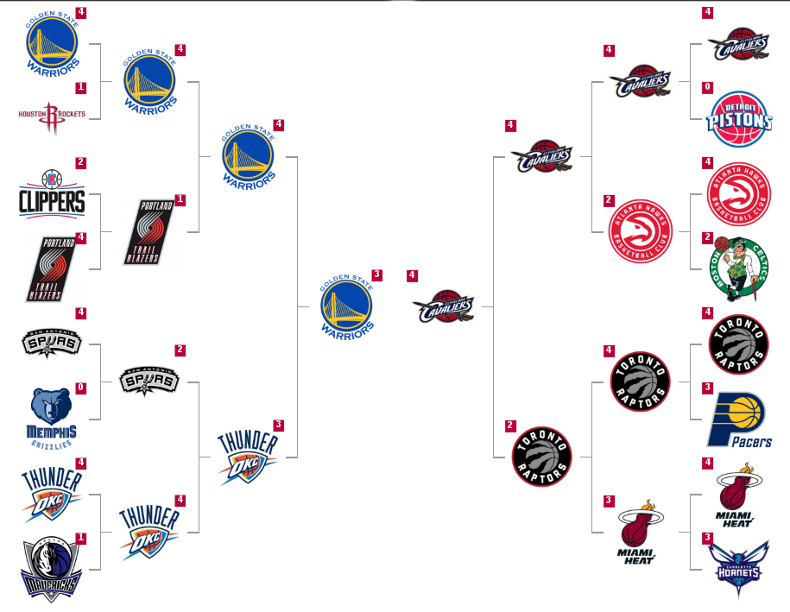 4
GOLDEN STATE
WARRIORS
1
HOUSTON ROCKETS
2
CLIPPERS
4
PORTLAND
TRAIL
BLAZERS
4
SAN ANTONIO
SPURS
0
MEMPHIS
GRIZZLIES
4
THUNDER
OKC
1
MAVERICKS
4
GOLDEN STATE
WARRIORS
1
PORTLAND
TRAIL
BLAZERS
2
SAN ANTONIO
SPURS
4
THUNDER
OKC
4
GOLDEN STATE
WARRIORS
3
THUNDER
OKC
3
GOLDEN STATE
WARRIORS
4
CAVALIERS
4
CAVALIERS
2
TORONTO
RAPTORS
4
CAVALIERS
2
ATLANTA HAWKS
BASKETBALL CLUB
4
TORONTO
RAPTORS
3
MIAMI
HEAT
4
CAVALIERS
0
DETROIT
PISTONS
4
ATLANTA HAWKS
BASKETBALL CLUB
2
BOSTON
CELTICS
4
TORONTO
RAPTORS
3
Pacers
4
MIAMI
HEAT
3
CHARLOTTE
HORNETS